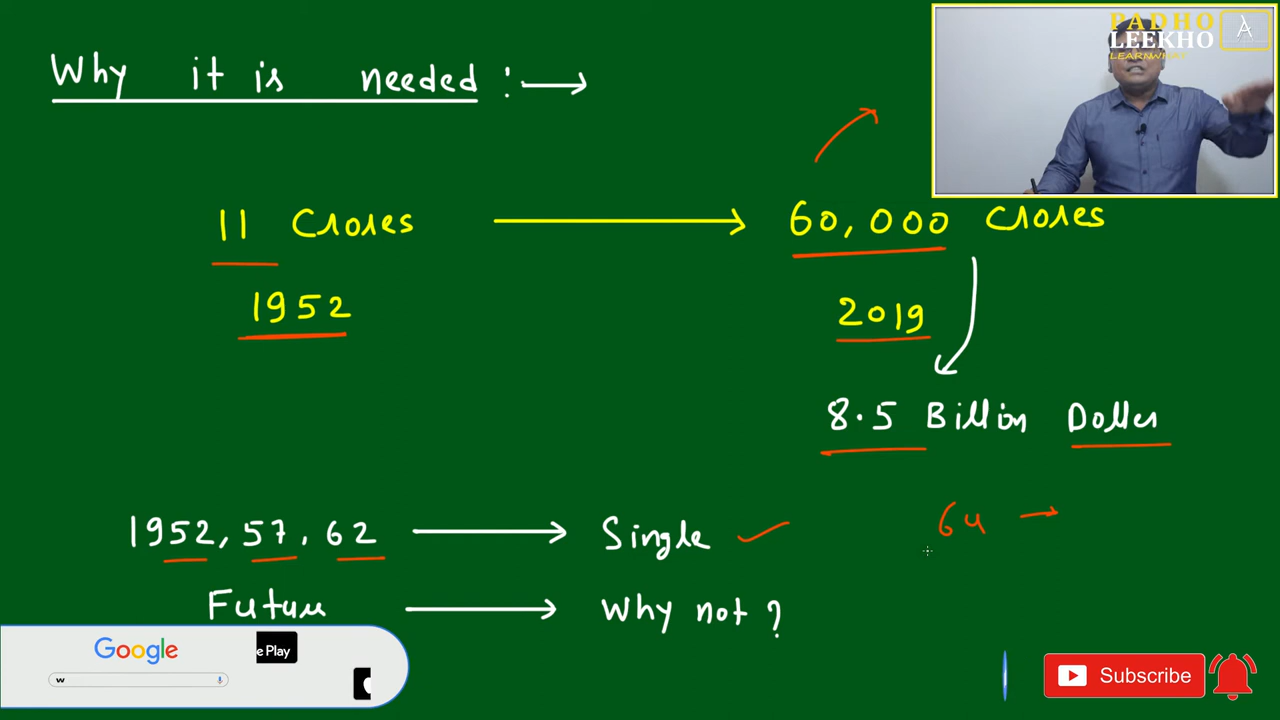 PADHO
LEEKHO
Why it is needed :→
11 Crores → 60,000 Crores
1952
2019
8.5 Billion Doller
64 →
1952, 57, 62 → Single ✓
Future → Why not ?
Google
w
e Play
Subscribe